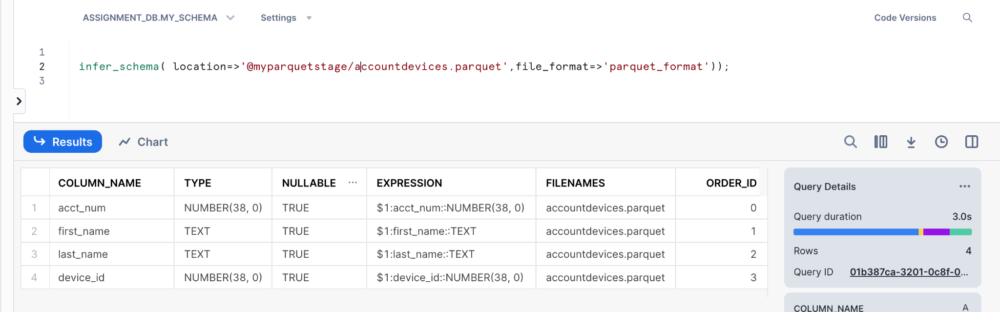 ASSIGNMENT_DB.MY_SCHEMA Settings Code Versions
1
2 infer_schema( location=>'@myparquetstage/accountdevices.parquet',file_format=>'parquet_format'));
3
Results Chart
COLUMN_NAME TYPE NULLABLE ... EXPRESSION FILENAMES ORDER_ID
1 acct_num NUMBER(38, 0) TRUE $1:acct_num::NUMBER(38, 0) accountdevices.parquet 0
2 first_name TEXT TRUE $1:first_name::TEXT accountdevices.parquet 1
3 last_name TEXT TRUE $1:last_name::TEXT accountdevices.parquet 2
4 device_id NUMBER(38, 0) TRUE $1:device_id::NUMBER(38, 0) accountdevices.parquet 3
Query Details ...
Query duration 3.0s
Rows 4
Query ID 01b387ca-3201-0c8f-0...
COLUMN_NAME A